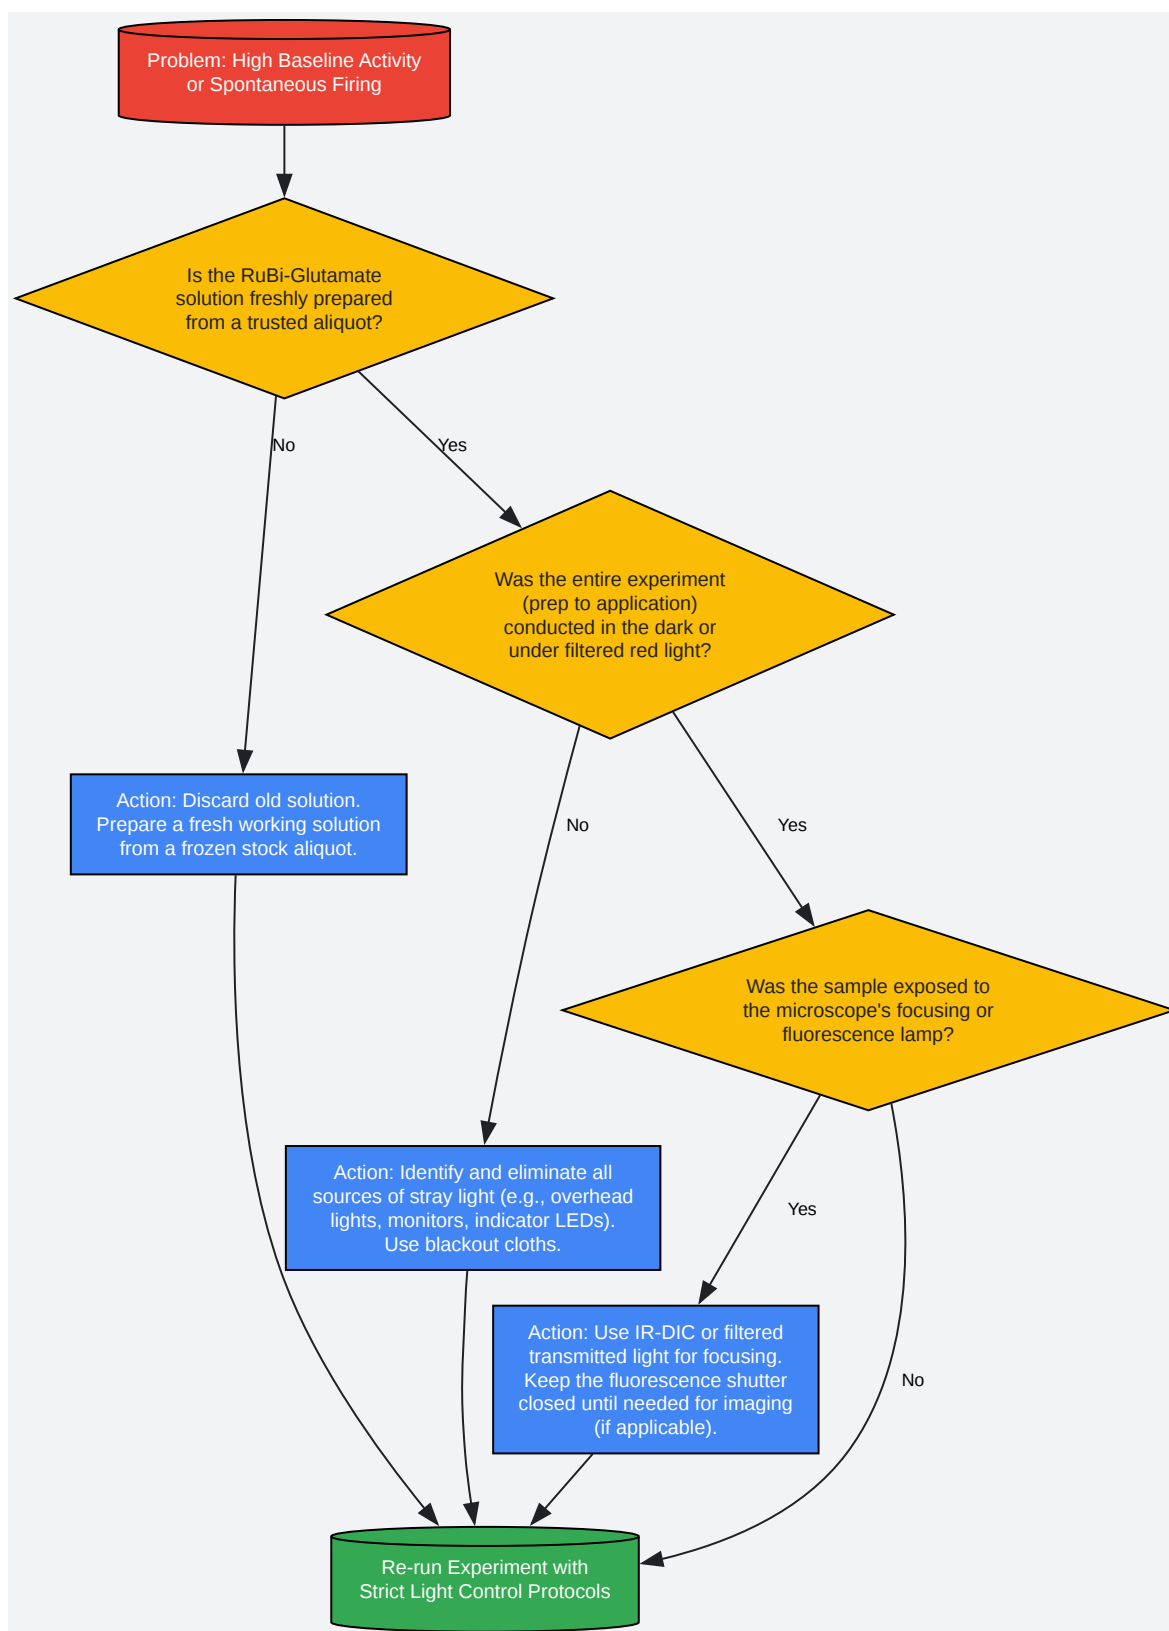 Problem: High Baseline Activity
or Spontaneous Firing
Is the RuBi-Glutamate
solution freshly prepared
from a trusted aliquot?
No
Yes
Was the entire experiment
(prep to application)
conducted in the dark or
under filtered red light?
Action: Discard old solution.
Prepare a fresh working solution
from a frozen stock aliquot.
No
Yes
Was the sample exposed to
the microscope's focusing or
fluorescence lamp?
Action: Identify and eliminate all
sources of stray light (e.g., overhead
lights, monitors, indicator LEDs).
Use blackout cloths.
Yes
Action: Use IR-DIC or filtered
transmitted light for focusing.
Keep the fluorescence shutter
closed until needed for imaging
(if applicable).
No
Re-run Experiment with
Strict Light Control Protocols